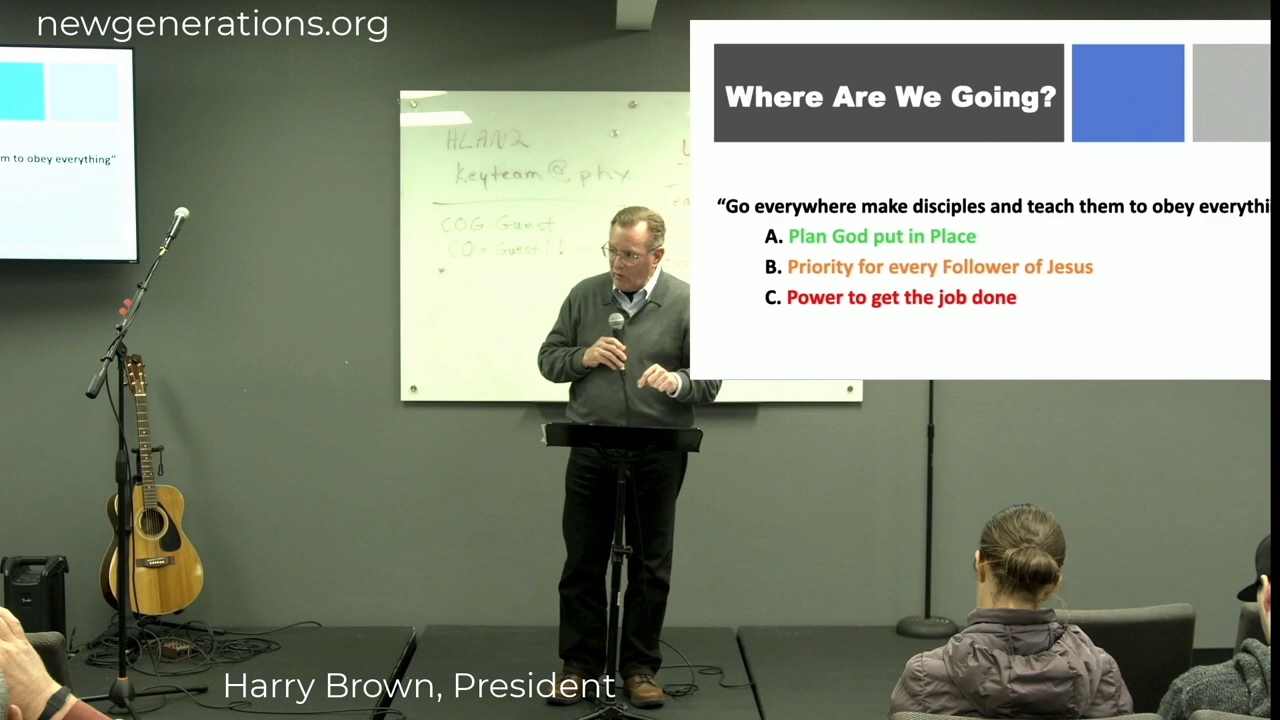 newgenerations.org
Where Are We Going?
m to obey everything”
“Go everywhere make disciples and teach them to obey everythi
A. Plan God put in Place
B. Priority for every Follower of Jesus
C. Power to get the job done
HLAN2
Keyteam@phx
COG Guest
COG Guest!!
Harry Brown, President